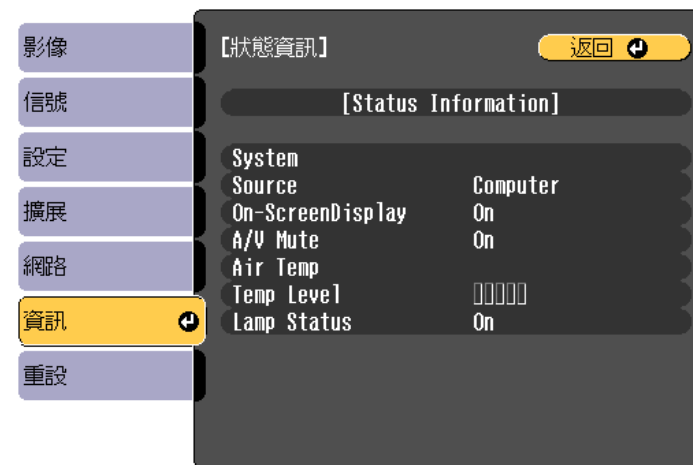 影像
信號
設定
擴展
網路
資訊
重設
【狀態資訊】 返回
[Status Information]
System
Source Computer
On-ScreenDisplay On
A/V Mute On
Air Temp
Temp Level
Lamp Status On